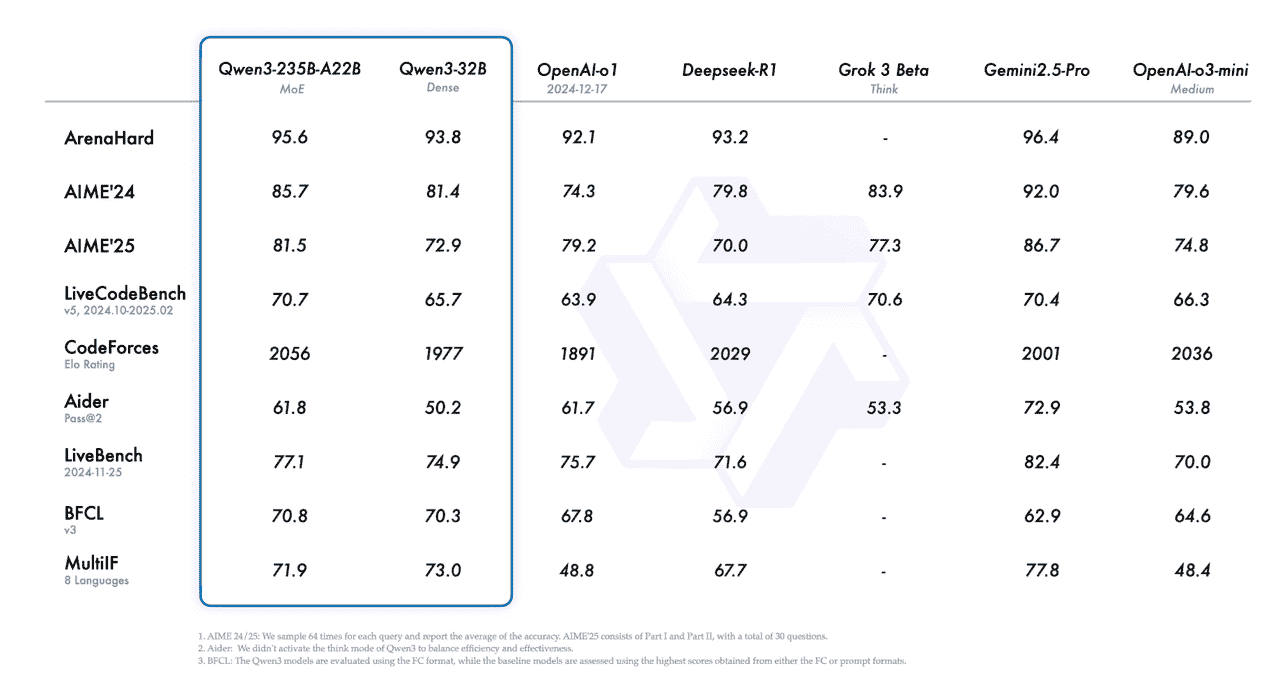 Qwen3-235B-A22B Qwen3-32B OpenAI-o1 Deepseek-R1 Grok 3 Beta Gemini2.5-Pro OpenAI-o3-mini
MoE Dense 2024-12-17 Think Medium
ArenaHard 95.6 93.8 92.1 93.2 - 96.4 89.0
AIME'24 85.7 81.4 74.3 79.8 83.9 92.0 79.6
AIME'25 81.5 72.9 79.2 70.0 77.3 86.7 74.8
LiveCodeBench 70.7 65.7 63.9 64.3 70.6 70.4 66.3
v5, 2024.10-2025.02
CodeForces 2056 1977 1891 2029 - 2001 2036
Elo Rating
Aider 61.8 50.2 61.7 56.9 53.3 72.9 53.8
Pass@2
LiveBench 77.1 74.9 75.7 71.6 - 82.4 70.0
2024-11-25
BFCL 70.8 70.3 67.8 56.9 - 62.9 64.6
v3
MultiIF 71.9 73.0 48.8 67.7 - 77.8 48.4
8 Languages
1. AIME 24/25: We sample 64 times for each query and report the average of the accuracy. AIME'25 consists of Part I and Part II, with a total of 30 questions.
2. Aider: We didn't activate the think mode of Qwen3 to balance efficiency and effectiveness.
3. BFCL: The Qwen3 models are evaluated using the FC format, while the baseline models are assessed using the highest scores obtained from either the FC or prompt formats.